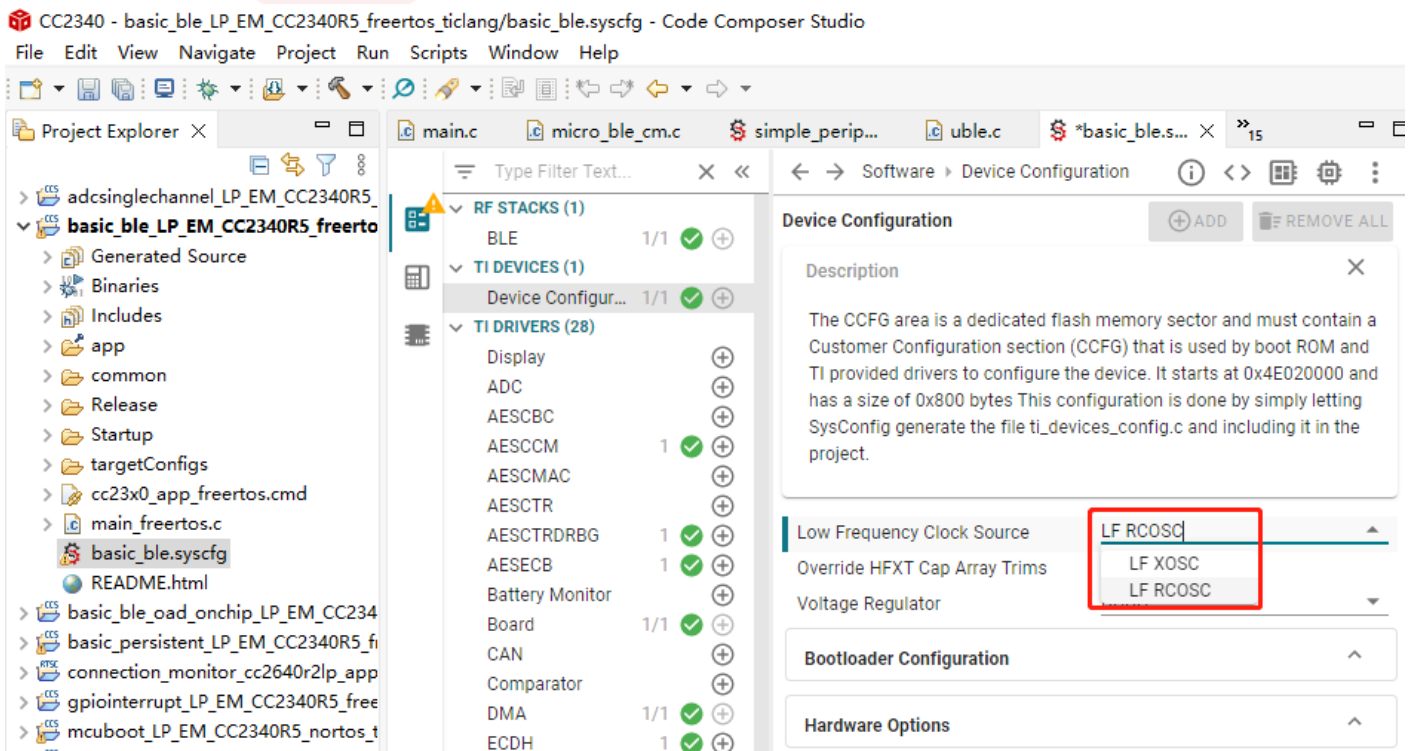 CC2340 - basic_ble_LP_EM_CC2340R5_freertos_ticlang/basic_ble.syscfg - Code Composer Studio
File Edit View Navigate Project Run Scripts Window Help
Project Explorer
main.c micro_ble_cm.c simple_perip... uble.c *basic_ble.s... 15
adcsinglechannel_LP_EM_CC2340R5_
basic_ble_LP_EM_CC2340R5_freerto
Generated Source
Binaries
Includes
app
common
Release
Startup
targetConfigs
cc23x0_app_freertos.cmd
main_freertos.c
basic_ble.syscfg
README.html
basic_ble_oad_onchip_LP_EM_CC234
basic_persistent_LP_EM_CC2340R5_f
connection_monitor_cc2640r2lp_app
gpiointerrupt_LP_EM_CC2340R5_free
mcuboot_LP_EM_CC2340R5_nortos_t
Type Filter Text...
RF STACKS (1)
BLE 1/1
TI DEVICES (1)
Device Configur... 1/1
TI DRIVERS (28)
Display
ADC
AESCBC
AESCCM 1
AESCMAC
AESCTR
AESCTRDRBG 1
AESECB 1
Battery Monitor
Board 1/1
CAN
Comparator
DMA 1/1
ECDH 1
Software Device Configuration
Device Configuration ADD REMOVE ALL
Description
The CCFG area is a dedicated flash memory sector and must contain a
Customer Configuration section (CCFG) that is used by boot ROM and
TI provided drivers to configure the device. It starts at 0x4E020000 and
has a size of 0x800 bytes This configuration is done by simply letting
SysConfig generate the file ti_devices_config.c and including it in the
project.
Low Frequency Clock Source LF RCOSC
LF XOSC
LF RCOSC
Override HFXT Cap Array Trims
Voltage Regulator
Bootloader Configuration
Hardware Options